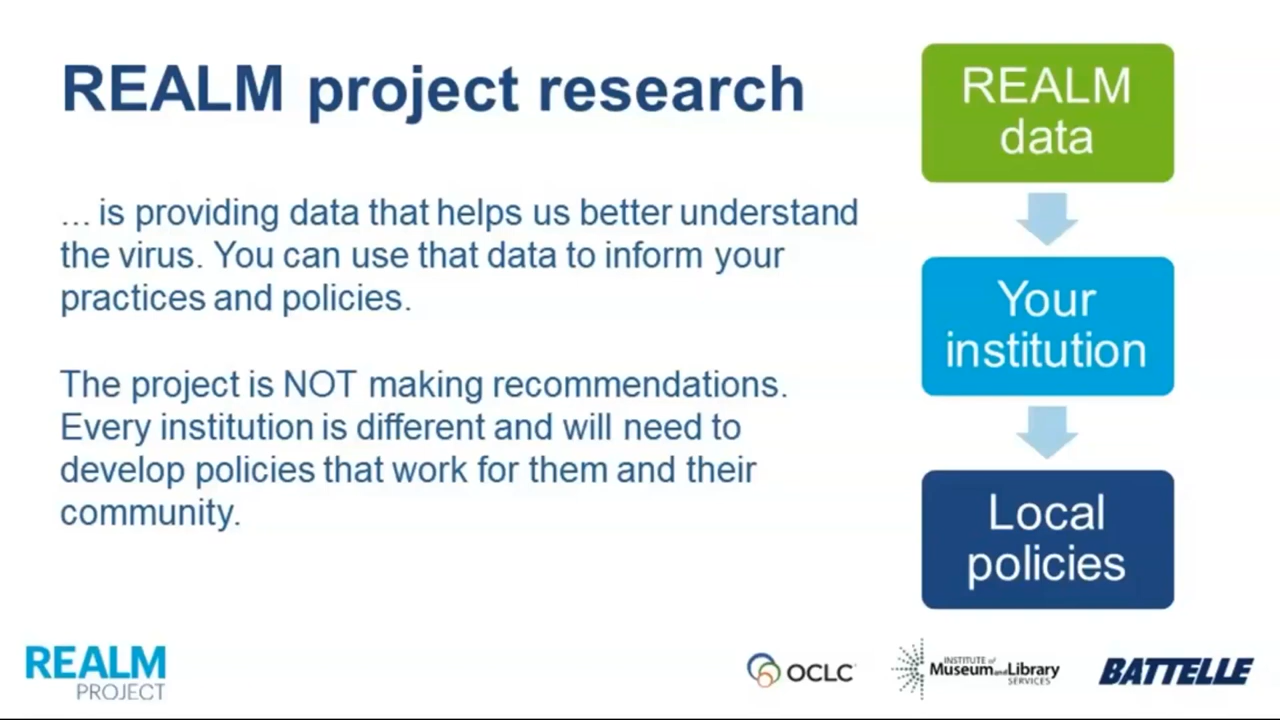 REALM project research
... is providing data that helps us better understand
the virus. You can use that data to inform your
practices and policies.
The project is NOT making recommendations.
Every institution is different and will need to
develop policies that work for them and their
community.
REALM
data
Your
institution
Local
policies
REALM
PROJECT
OCLC
INSTITUTE of
Museum and Library
SERVICES
BATTELLE